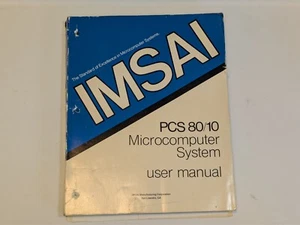 The Standard of Excellence in Microcomputer Systems
IMSAI
PCS 80/10
Microcomputer
System
user manual